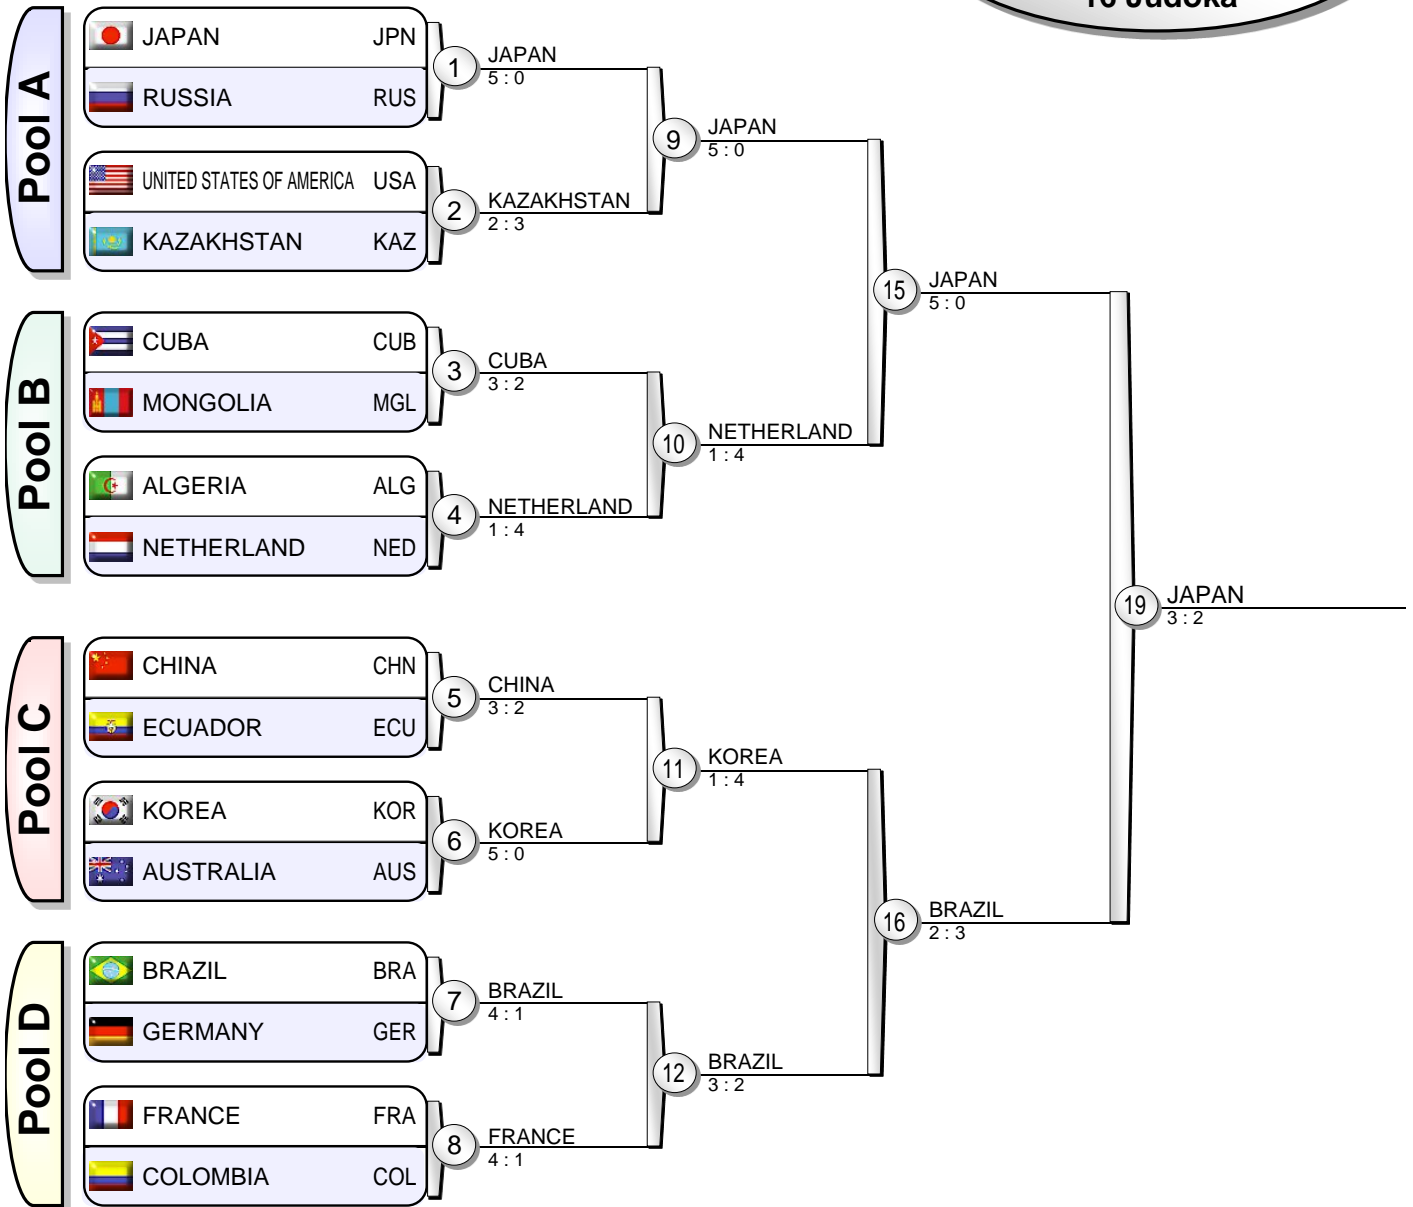 16 Judoka
Pool A
JAPAN JPN
RUSSIA RUS
1
JAPAN
5 : 0
UNITED STATES OF AMERICA USA
KAZAKHSTAN KAZ
2
KAZAKHSTAN
2 : 3
9
JAPAN
5 : 0
Pool B
CUBA CUB
MONGOLIA MGL
3
CUBA
3 : 2
ALGERIA ALG
NETHERLAND NED
4
NETHERLAND
1 : 4
10
NETHERLAND
1 : 4
15
JAPAN
5 : 0
Pool C
CHINA CHN
ECUADOR ECU
5
CHINA
3 : 2
KOREA KOR
AUSTRALIA AUS
6
KOREA
5 : 0
11
KOREA
1 : 4
Pool D
BRAZIL BRA
GERMANY GER
7
BRAZIL
4 : 1
FRANCE FRA
COLOMBIA COL
8
FRANCE
4 : 1
12
BRAZIL
3 : 2
16
BRAZIL
2 : 3
19
JAPAN
3 : 2